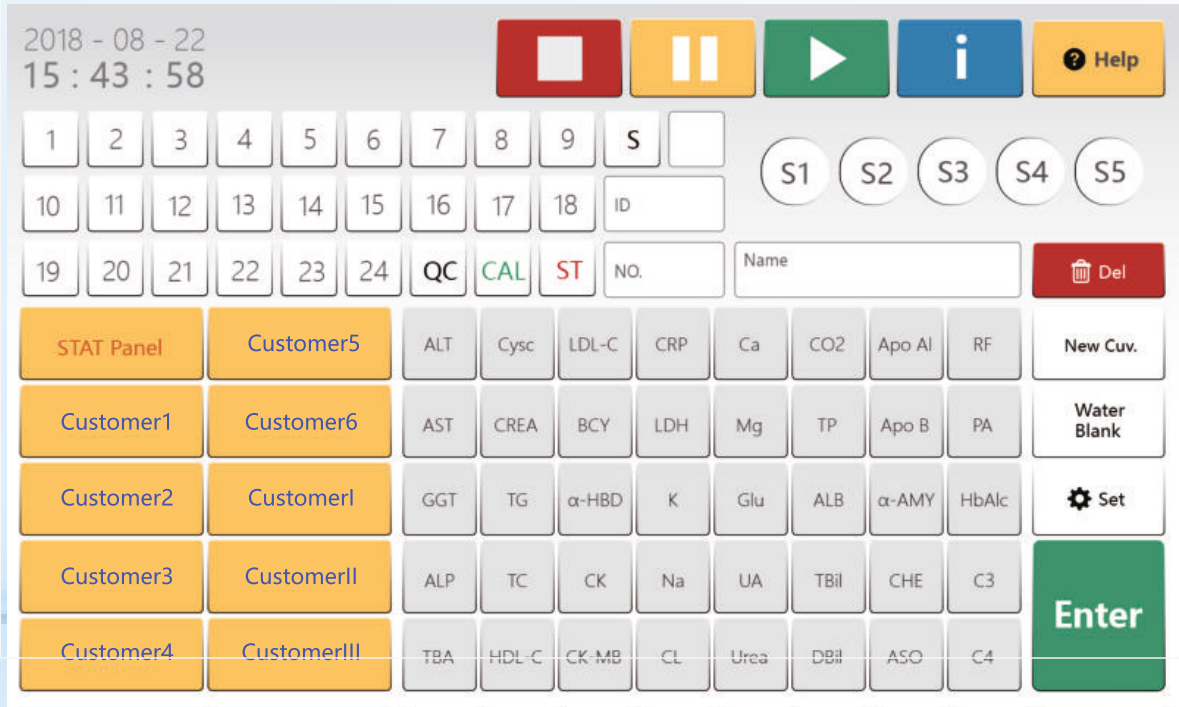 2018 - 08 - 22
15 : 43 : 58
i
Help
1 2 3 4 5 6 7 8 9 S
S1 S2 S3 S4 S5
10 11 12 13 14 15 16 17 18 ID
19 20 21 22 23 24 QC CAL ST NO. Name Del
STAT Panel Customer5 ALT Cysc LDL-C CRP Ca CO2 Apo Al RF New Cuv.
Customer1 Customer6 AST CREA BCY LDH Mg TP Apo B PA Water
Blank
Customer2 CustomerI GGT TG α-HBD K Glu ALB α-AMY HbAlc Set
Customer3 CustomerII ALP TC CK Na UA TBil CHE C3
Enter
Customer4 CustomerIII TBA HDL-C CK-MB CL Urea DBil ASO C4